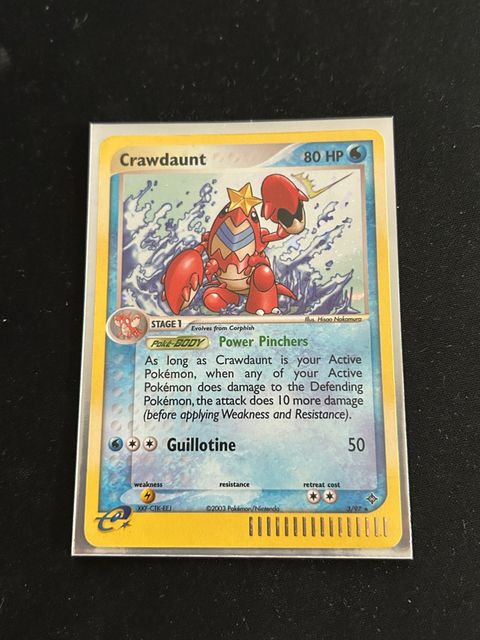 Crawdaunt 80 HP
Illus. Hisao Nakamura
STAGE 1 Evolves from Corphish
Poké-BODY Power Pinchers
As long as Crawdaunt is your Active
Pokémon, when any of your Active
Pokémon does damage to the Defending
Pokémon, the attack does 10 more damage
(before applying Weakness and Resistance).
Guillotine 50
weakness resistance retreat cost
©2003 Pokémon/Nintendo 3/97
e